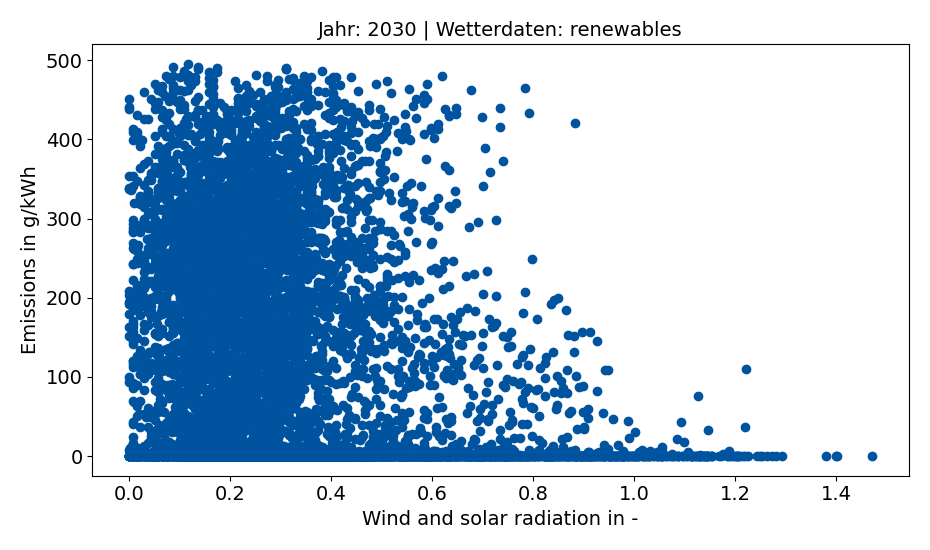 Jahr: 2030 | Wetterdaten: renewables
Emissions in g/kWh
500
400
300
200
100
0
0.0 0.2 0.4 0.6 0.8 1.0 1.2 1.4
Wind and solar radiation in -